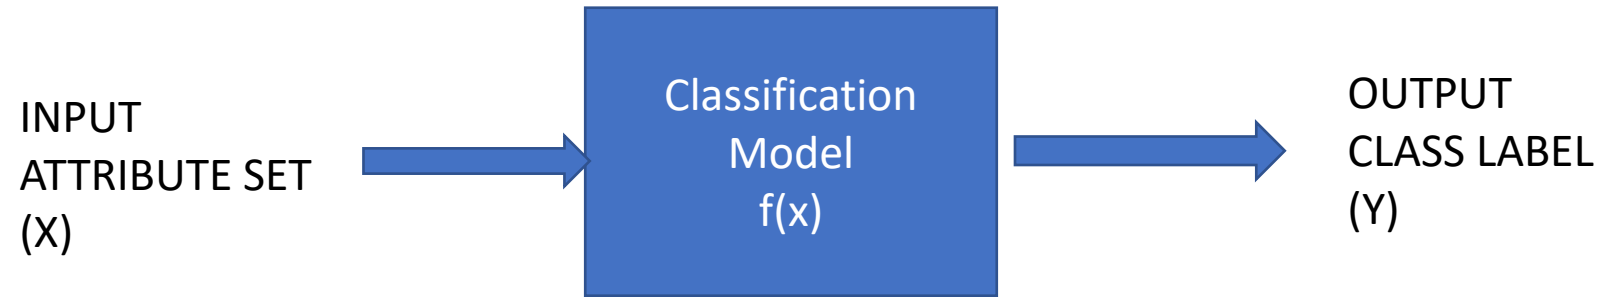 INPUT
ATTRIBUTE SET
(X)
Classification
Model
f(x)
OUTPUT
CLASS LABEL
(Y)